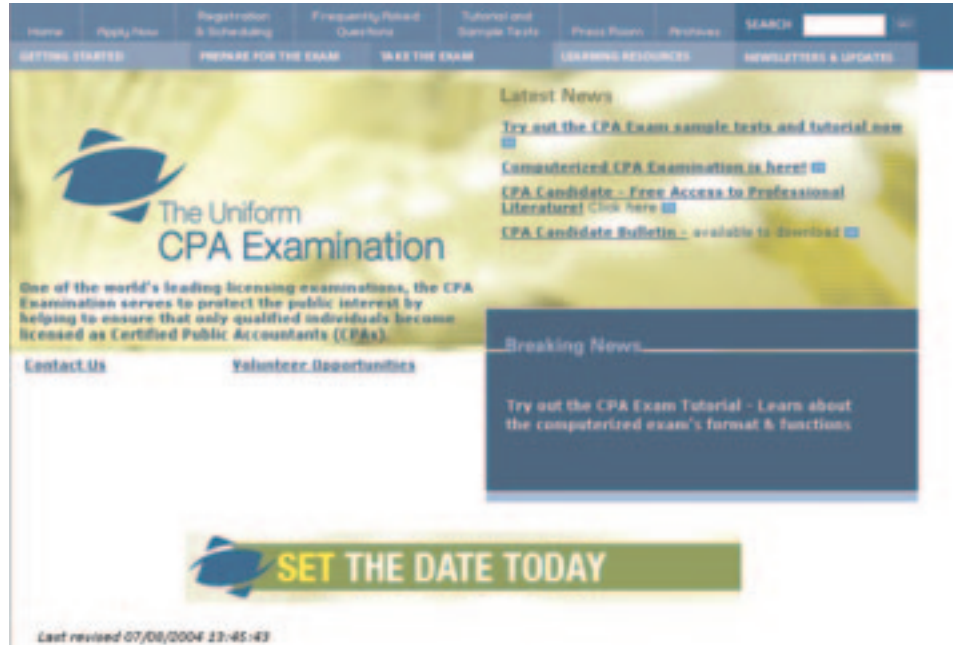 Home Apply Now Registration & Scheduling Frequently Asked Questions Tutorial and Sample Tests Press Room Archives SEARCH
GETTING STARTED PREPARE FOR THE EXAM TAKE THE EXAM LEARNING RESOURCES NEWSLETTERS & UPDATES
The Uniform
CPA Examination
One of the world's leading licensing examinations, the CPA
Examination serves to protect the public interest by
helping to ensure that only qualified individuals become
licensed as Certified Public Accountants (CPAs).
Contact Us Volunteer Opportunities
Latest News
Try out the CPA Exam sample tests and tutorial now
Computerized CPA Examination is here!
CPA Candidate - Free Access to Professional
Literature! Click here
CPA Candidate Bulletin - available to download
Breaking News
Try out the CPA Exam Tutorial - Learn about
the computerized exam's format & functions
SET THE DATE TODAY
Last revised 07/08/2004 13:45:43